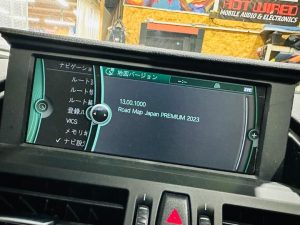 HOT WIRED
MOBILE AUDIO & ELECTRONICS
ナビゲーショ
地図バージョン
ルート
ルート
ルート
登録
VICS
メモリ
✓ ナビ設
13.00.1000
Road Map Japan PREMIUM 2023